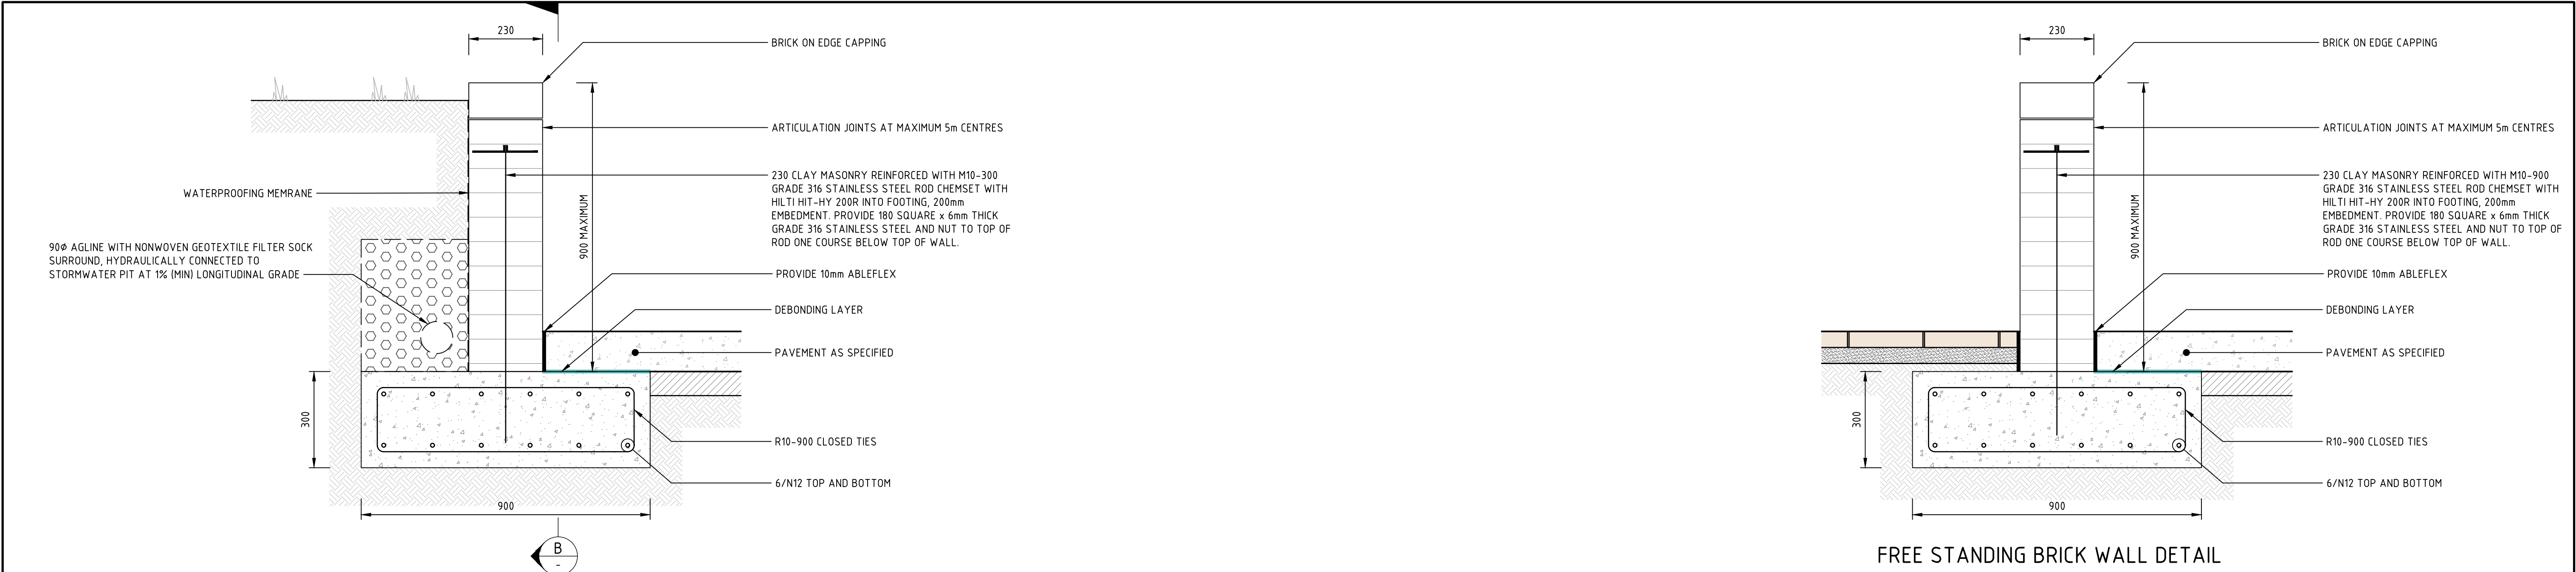 230
BRICK ON EDGE CAPPING
ARTICULATION JOINTS AT MAXIMUM 5m CENTRES
230 CLAY MASONRY REINFORCED WITH M10-300
GRADE 316 STAINLESS STEEL ROD CHEMSET WITH
HILTI HIT-HY 200R INTO FOOTING, 200mm
EMBEDMENT. PROVIDE 180 SQUARE x 6mm THICK
GRADE 316 STAINLESS STEEL AND NUT TO TOP OF
ROD ONE COURSE BELOW TOP OF WALL.
WATERPROOFING MEMRANE
900 MAXIMUM
90Ø AGLINE WITH NONWOVEN GEOTEXTILE FILTER SOCK
SURROUND, HYDRAULICALLY CONNECTED TO
STORMWATER PIT AT 1% (MIN) LONGITUDINAL GRADE
PROVIDE 10mm ABLEFLEX
DEBONDING LAYER
PAVEMENT AS SPECIFIED
300
R10-900 CLOSED TIES
6/N12 TOP AND BOTTOM
900
B
-
230
BRICK ON EDGE CAPPING
ARTICULATION JOINTS AT MAXIMUM 5m CENTRES
230 CLAY MASONRY REINFORCED WITH M10-900
GRADE 316 STAINLESS STEEL ROD CHEMSET WITH
HILTI HIT-HY 200R INTO FOOTING, 200mm
EMBEDMENT. PROVIDE 180 SQUARE x 6mm THICK
GRADE 316 STAINLESS STEEL AND NUT TO TOP OF
ROD ONE COURSE BELOW TOP OF WALL.
900 MAXIMUM
PROVIDE 10mm ABLEFLEX
DEBONDING LAYER
PAVEMENT AS SPECIFIED
300
R10-900 CLOSED TIES
6/N12 TOP AND BOTTOM
900
FREE STANDING BRICK WALL DETAIL